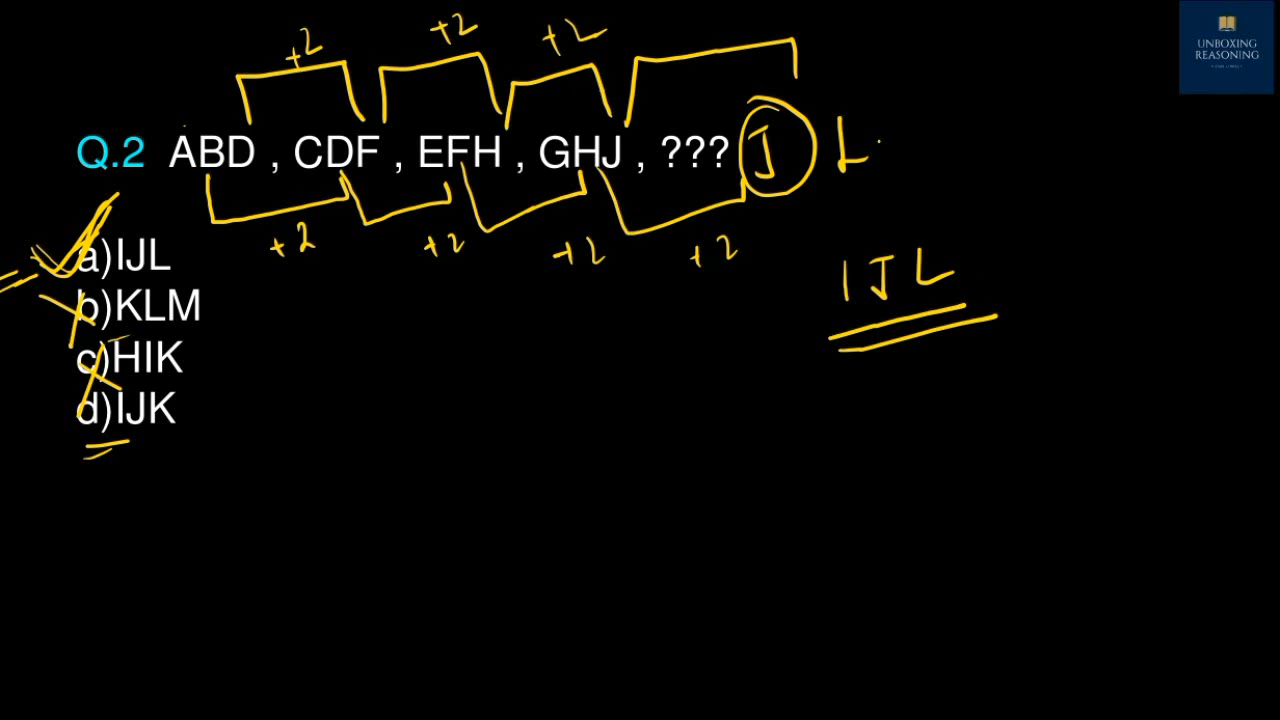 +2 +2 +2
UNBOXING
REASONING
Q.2 ABD , CDF , EFH , GHJ , ??? J L
+2 +2 +2 +2
a)IJL
IJL
b)KLM
c)HIK
d)IJK